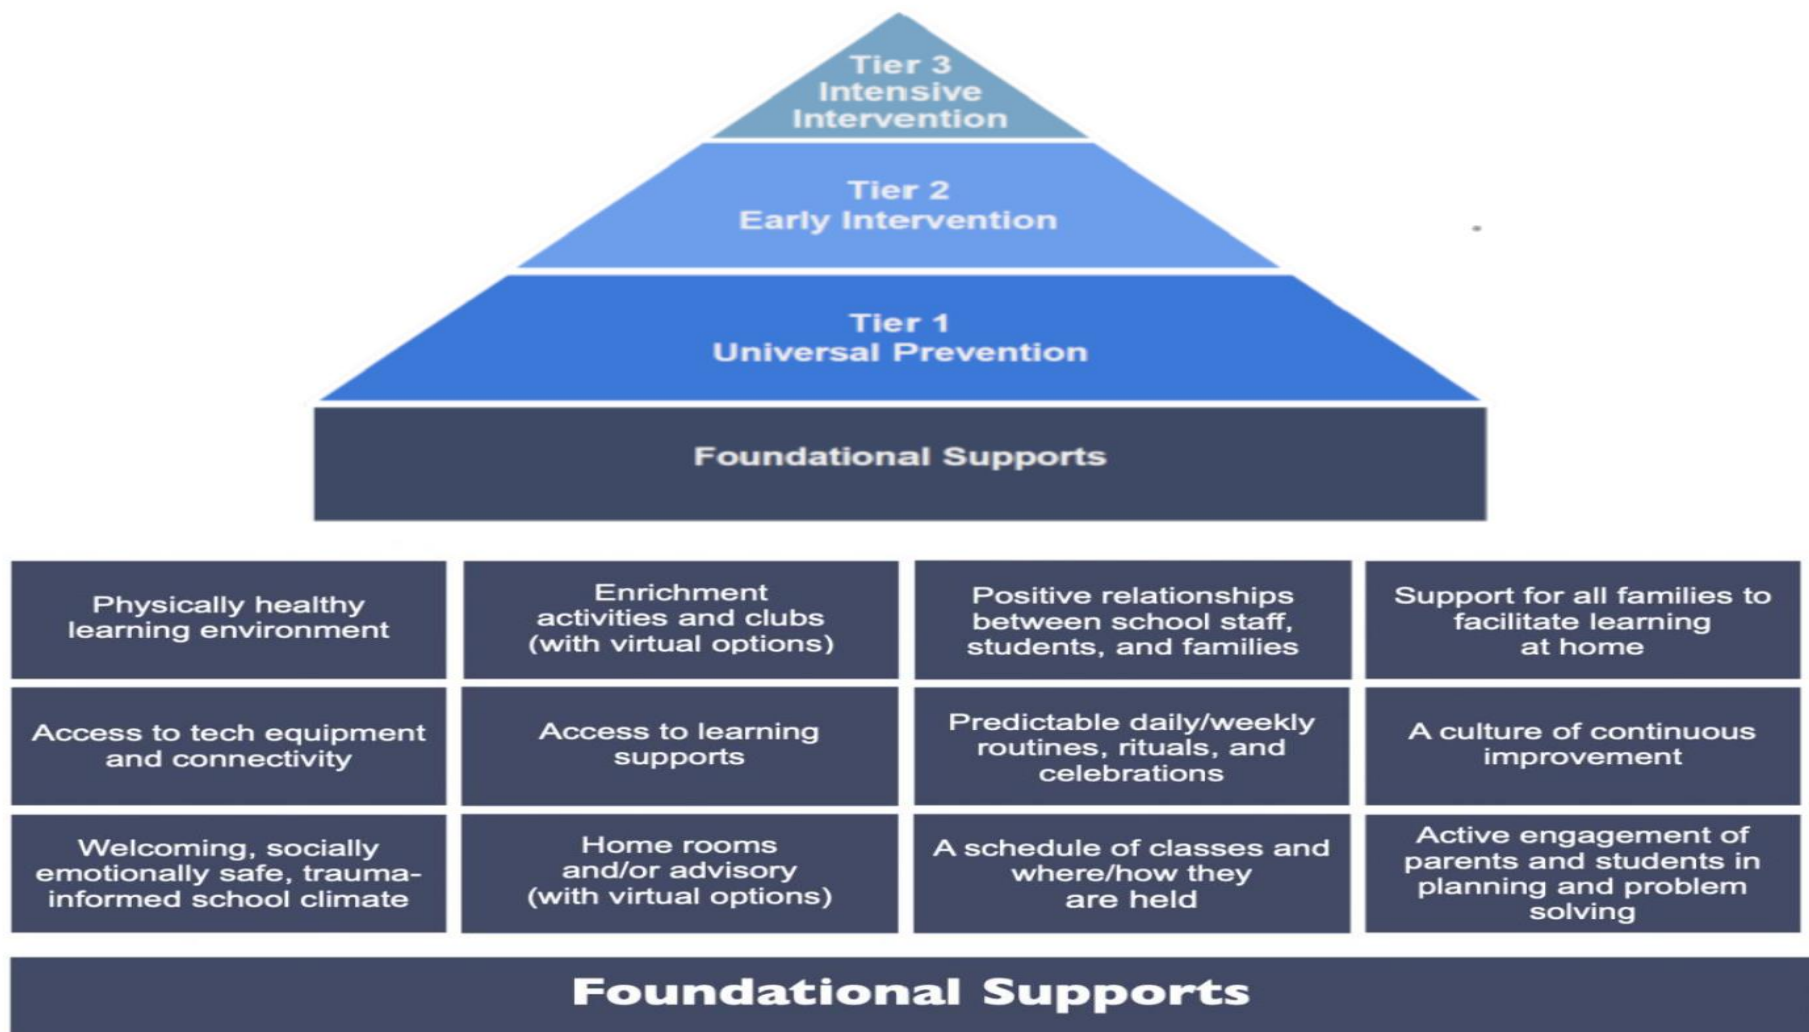 Tier 3
Intensive
Intervention
Tier 2
Early Intervention
Tier 1
Universal Prevention
Foundational Supports
Physically healthy
learning environment
Enrichment
activities and clubs
(with virtual options)
Positive relationships
between school staff,
students, and families
Support for all families to
facilitate learning
at home
Access to tech equipment
and connectivity
Access to learning
supports
Predictable daily/weekly
routines, rituals, and
celebrations
A culture of continuous
improvement
Welcoming, socially
emotionally safe, trauma-
informed school climate
Home rooms
and/or advisory
(with virtual options)
A schedule of classes and
where/how they
are held
Active engagement of
parents and students in
planning and problem
solving
Foundational Supports